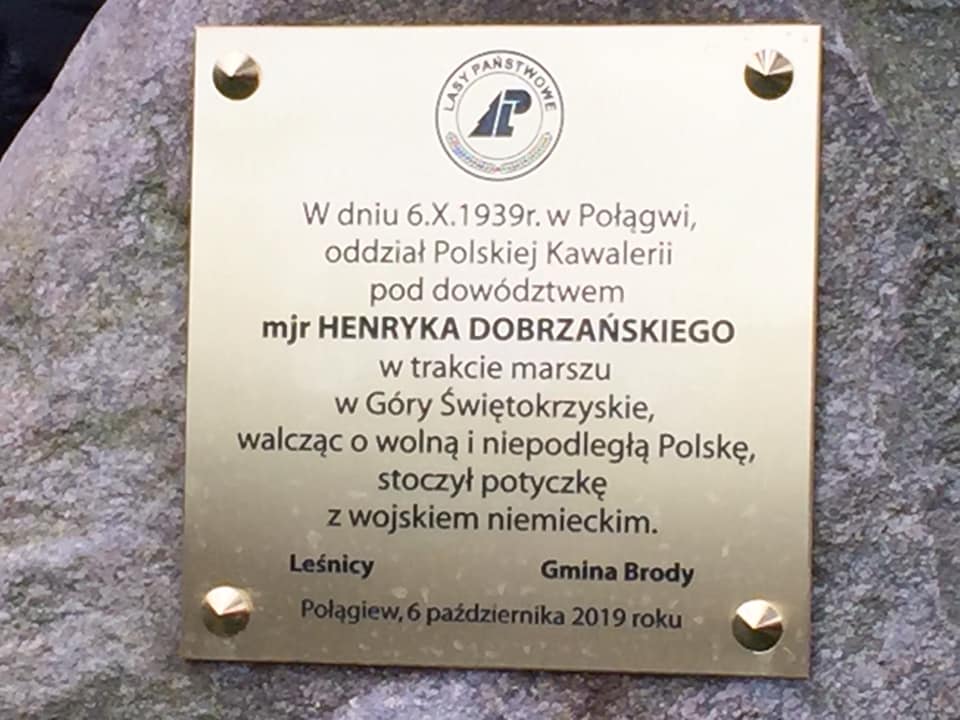 LASY PAŃSTWOWE
W dniu 6.X.1939r. w Połągwi,
oddział Polskiej Kawalerii
pod dowództwem
mjr HENRYKA DOBRZAŃSKIEGO
w trakcie marszu
w Góry Świętokrzyskie,
walcząc o wolną i niepodległą Polskę,
stoczył potyczkę
z wojskiem niemieckim.
Leśnicy Gmina Brody
Połągiew, 6 października 2019 roku